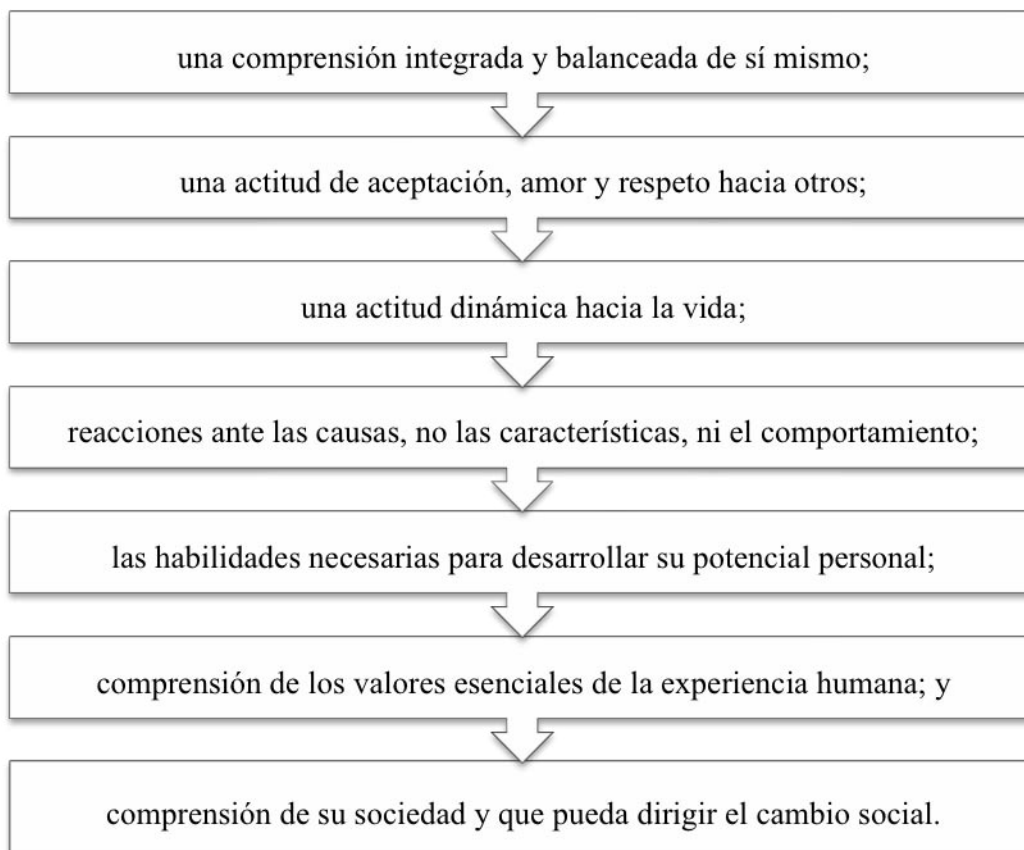 una comprensión integrada y balanceada de sí mismo;
una actitud de aceptación, amor y respeto hacia otros;
una actitud dinámica hacia la vida;
reacciones ante las causas, no las características, ni el comportamiento;
las habilidades necesarias para desarrollar su potencial personal;
comprensión de los valores esenciales de la experiencia humana; y
comprensión de su sociedad y que pueda dirigir el cambio social.